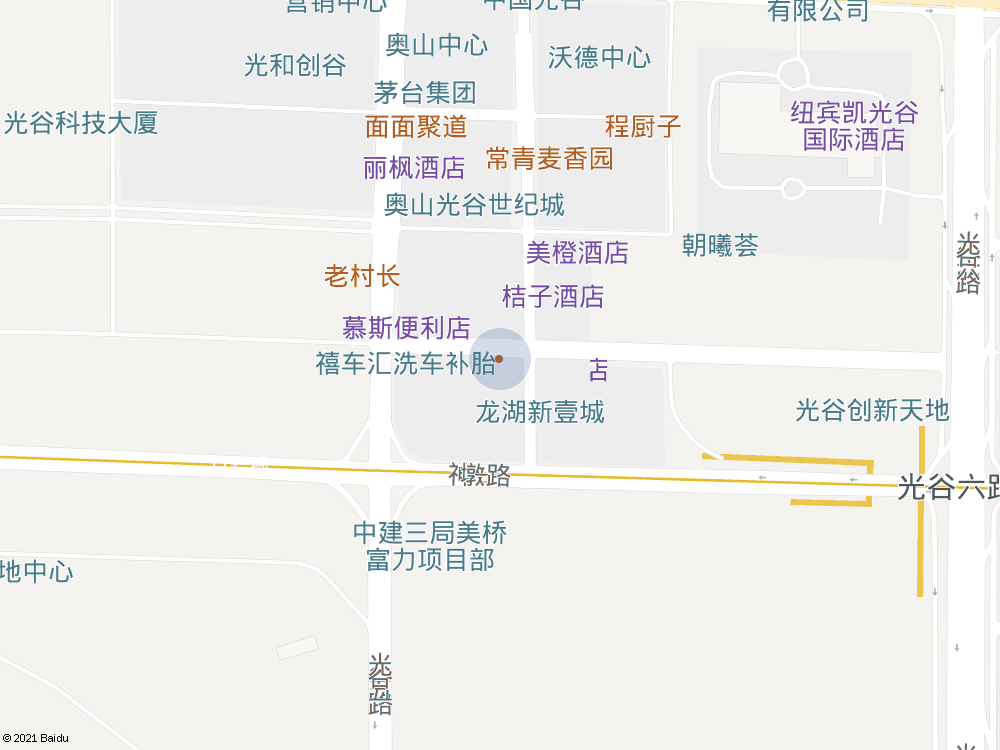 营销中心
中国光谷
有限公司
奥山中心
沃德中心
光和创谷
茅台集团
光谷科技大厦
面面聚道
程厨子
纽宾凯光谷
国际酒店
丽枫酒店
常青麦香园
奥山光谷世纪城
朝曦荟
美橙酒店
老村长
桔子酒店
慕斯便利店
禧车汇洗车补胎
店
龙湖新壹城
光谷创新天地
神墩路
光谷六路
中建三局美桥
富力项目部
地中心
© 2021 Baidu